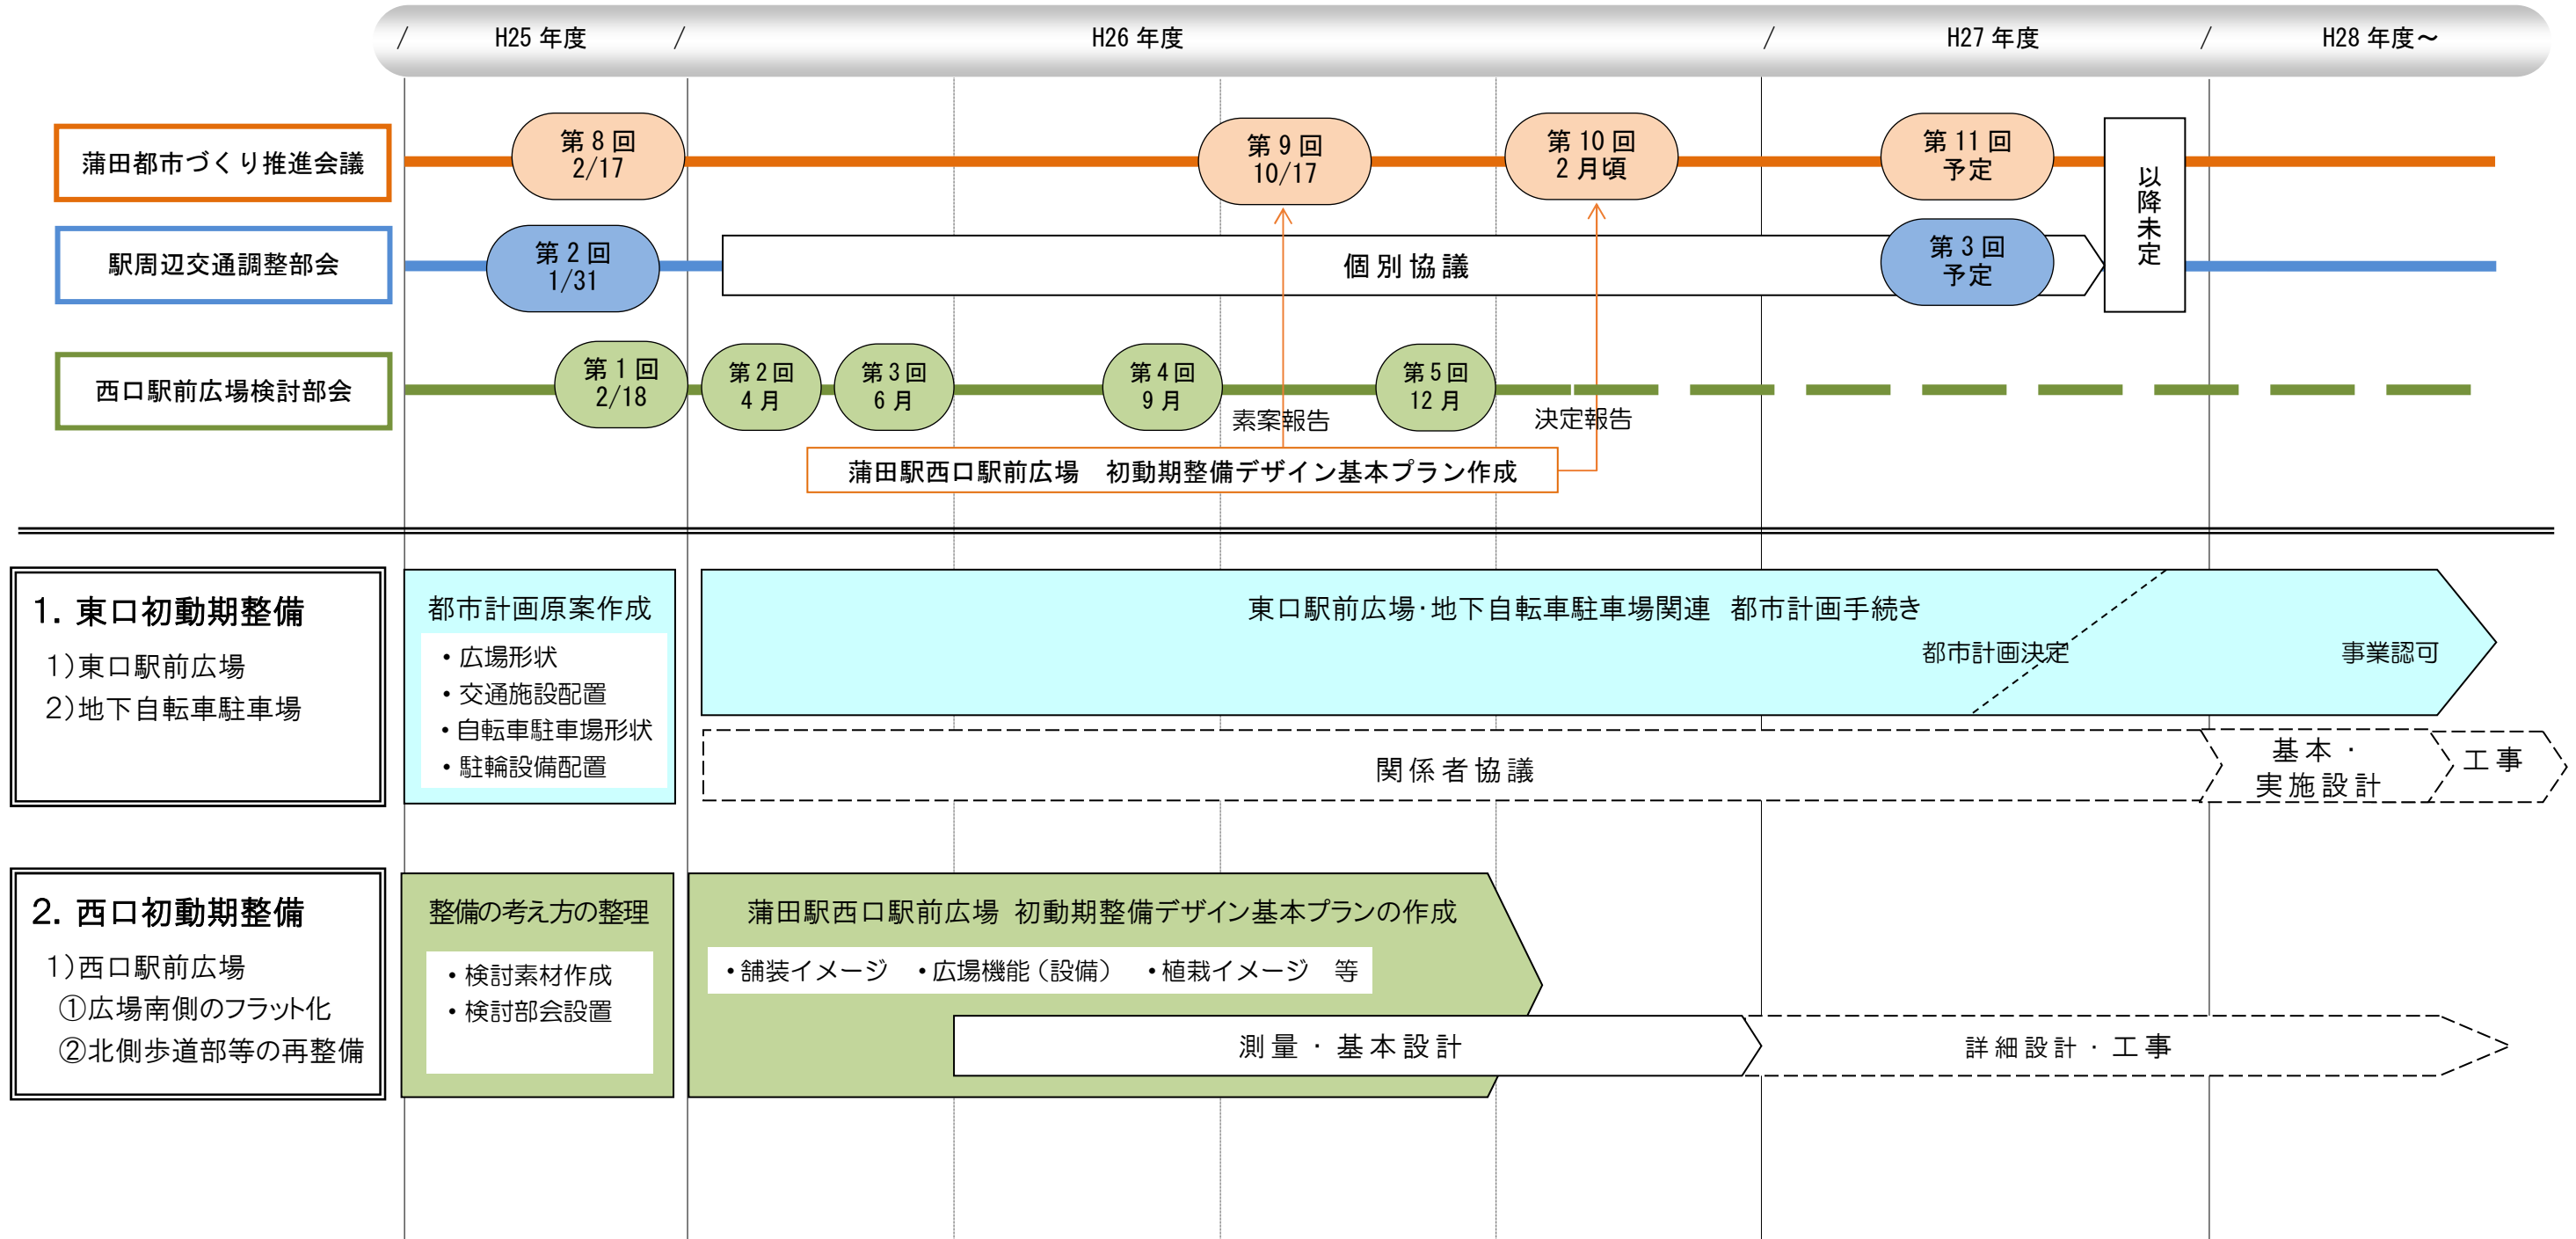 / H25 年度 / H26 年度 / H27 年度 / H28 年度～
蒲田都市づくり推進会議
第 8 回
2/17
第 9 回
10/17
第 10 回
2 月頃
第 11 回
予定
以降未定
駅周辺交通調整部会
第 2 回
1/31
個別協議
第 3 回
予定
西口駅前広場検討部会
第 1 回
2/18
第 2 回
4 月
第 3 回
6 月
第 4 回
9 月
第 5 回
12 月
素案報告
決定報告
蒲田駅西口駅前広場　初動期整備デザイン基本プラン作成
1. 東口初動期整備
1)東口駅前広場
2)地下自転車駐車場
都市計画原案作成
・広場形状
・交通施設配置
・自転車駐車場形状
・駐輪設備配置
東口駅前広場・地下自転車駐車場関連　都市計画手続き
都市計画決定
事業認可
関係者協議
基本・
実施設計
工事
2. 西口初動期整備
1)西口駅前広場
①広場南側のフラット化
②北側歩道部等の再整備
整備の考え方の整理
・検討素材作成
・検討部会設置
蒲田駅西口駅前広場 初動期整備デザイン基本プランの作成
・舗装イメージ　・広場機能（設備）　・植栽イメージ　等
測量・基本設計
詳細設計・工事